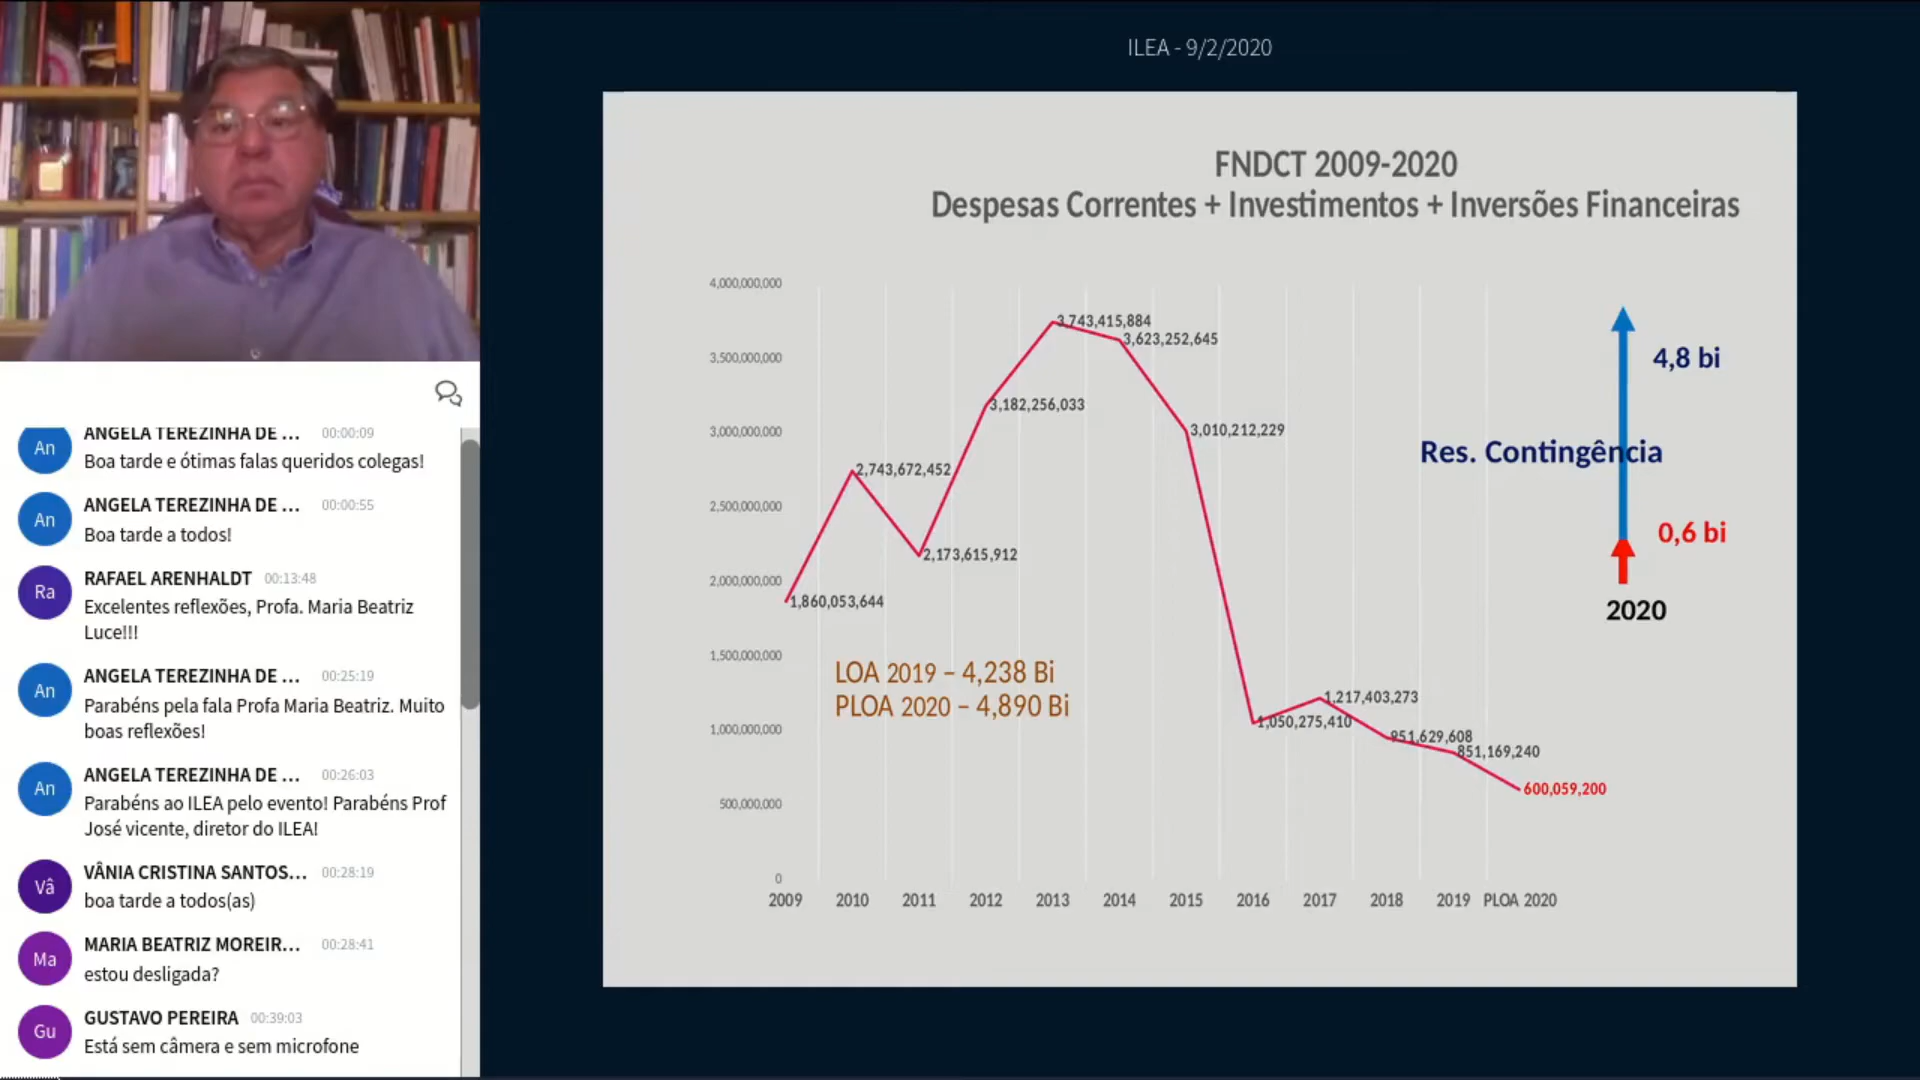 ILEA - 9/2/2020
An
ANGELA TEREZINHA DE ... 00:00:09
Boa tarde e ótimas falas queridos colegas!
An
ANGELA TEREZINHA DE ... 00:00:55
Boa tarde a todos!
Ra
RAFAEL ARENHALDT 00:13:48
Excelentes reflexões, Profa. Maria Beatriz
Luce!!!
An
ANGELA TEREZINHA DE ... 00:25:19
Parabéns pela fala Profa Maria Beatriz. Muito
boas reflexões!
An
ANGELA TEREZINHA DE ... 00:26:03
Parabéns ao ILEA pelo evento! Parabéns Prof
José vicente, diretor do ILEA!
Vâ
VÂNIA CRISTINA SANTOS... 00:28:19
boa tarde a todos(as)
Ma
MARIA BEATRIZ MOREIR... 00:28:41
estou desligada?
Gu
GUSTAVO PEREIRA 00:39:03
Está sem câmera e sem microfone
FNDCT 2009-2020
Despesas Correntes + Investimentos + Inversões Financeiras
4,000,000,000
3,500,000,000
3,000,000,000
2,500,000,000
2,000,000,000
1,500,000,000
1,000,000,000
500,000,000
0
1,860,053,644
2,743,672,452
2,173,615,912
3,182,256,033
3,743,415,884
3,623,252,645
3,010,212,229
1,050,275,410
1,217,403,273
951,629,608
851,169,240
600,059,200
LOA 2019 – 4,238 Bi
PLOA 2020 – 4,890 Bi
4,8 bi
Res. Contingência
0,6 bi
2020
2009 2010 2011 2012 2013 2014 2015 2016 2017 2018 2019 PLOA 2020